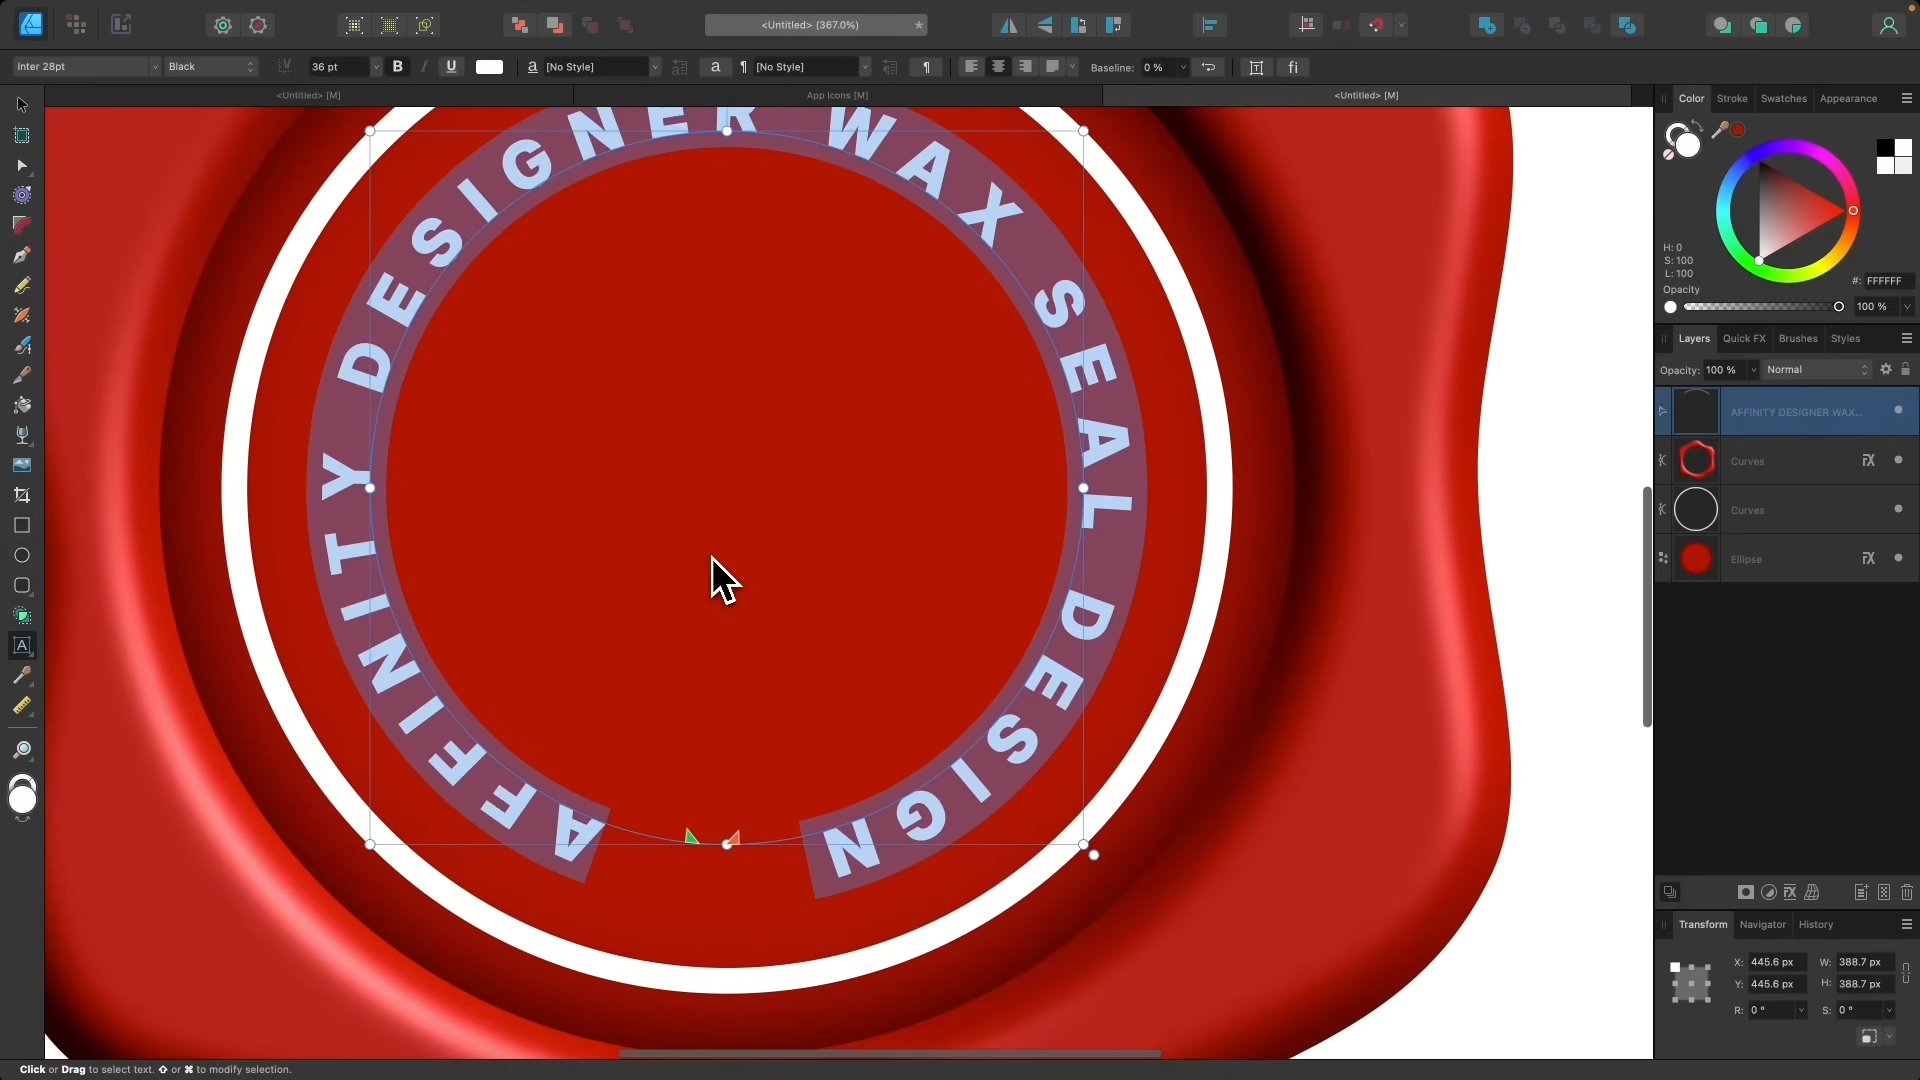 <Untitled> (367.0%)
*
Inter 28pt
Black
36 pt
B
I
U
a
[No Style]
a
¶
[No Style]
¶
Baseline:
0 %
fi
<Untitled> [M]
App Icons [M]
<Untitled> [M]
AFFINITY DESIGNER WAX SEAL DESIGN
A
Color
Stroke
Swatches
Appearance
H: 0
S: 100
L: 100
#:
FFFFFF
Opacity
100 %
Layers
Quick FX
Brushes
Styles
Opacity:
100 %
Normal
AFFINITY DESIGNER WAX...
Curves
FX
Curves
Ellipse
FX
Transform
Navigator
History
X:
445.6 px
W:
388.7 px
Y:
445.6 px
H:
388.7 px
R:
0 °
S:
0 °
Click or Drag to select text. ⇧ or ⌘ to modify selection.